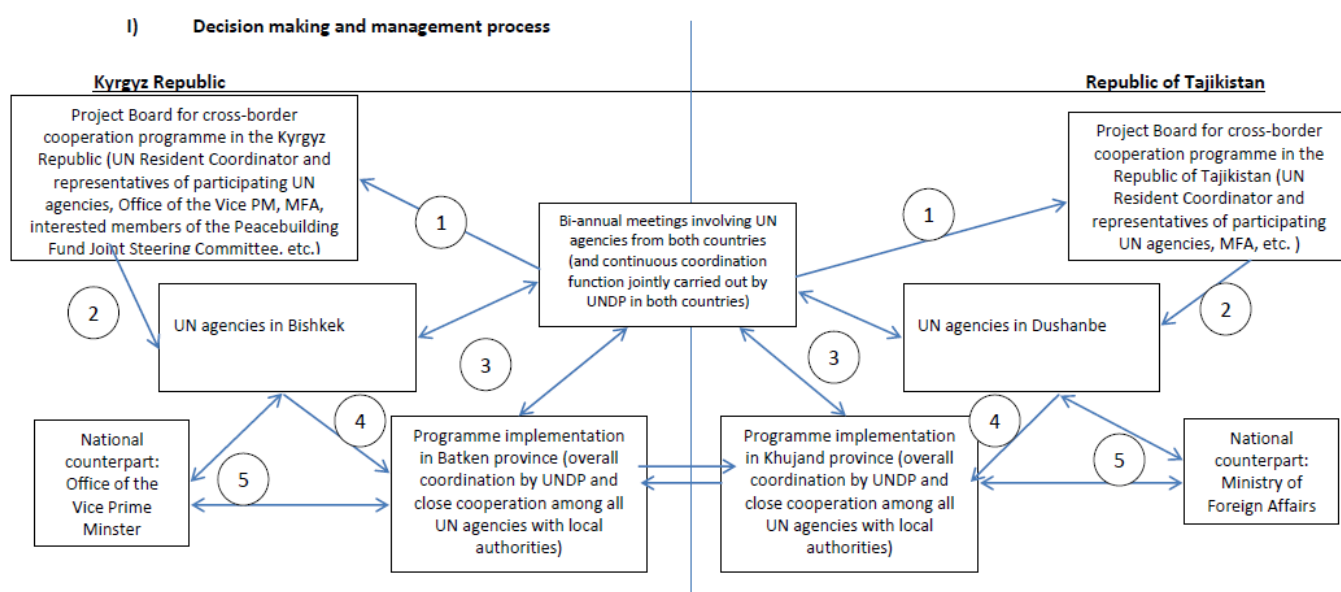 I) Decision making and management process
Kyrgyz Republic
Republic of Tajikistan
Project Board for cross-border
cooperation programme in the Kyrgyz
Republic (UN Resident Coordinator and
representatives of participating UN
agencies, Office of the Vice PM, MFA,
interested members of the Peacebuilding
Fund Joint Steering Committee, etc.)
Project Board for cross-border
cooperation programme in the
Republic of Tajikistan (UN
Resident Coordinator and
representatives of participating
UN agencies, MFA, etc. )
1
1
Bi-annual meetings involving UN
agencies from both countries
(and continuous coordination
function jointly carried out by
UNDP in both countries)
2
2
UN agencies in Bishkek
UN agencies in Dushanbe
3
3
4
4
National
counterpart:
Office of the
Vice Prime
Minster
5
Programme implementation
in Batken province (overall
coordination by UNDP and
close cooperation among all
UN agencies with local
authorities)
Programme implementation
in Khujand province (overall
coordination by UNDP and
close cooperation among all
UN agencies with local
authorities)
5
National
counterpart:
Ministry of
Foreign Affairs